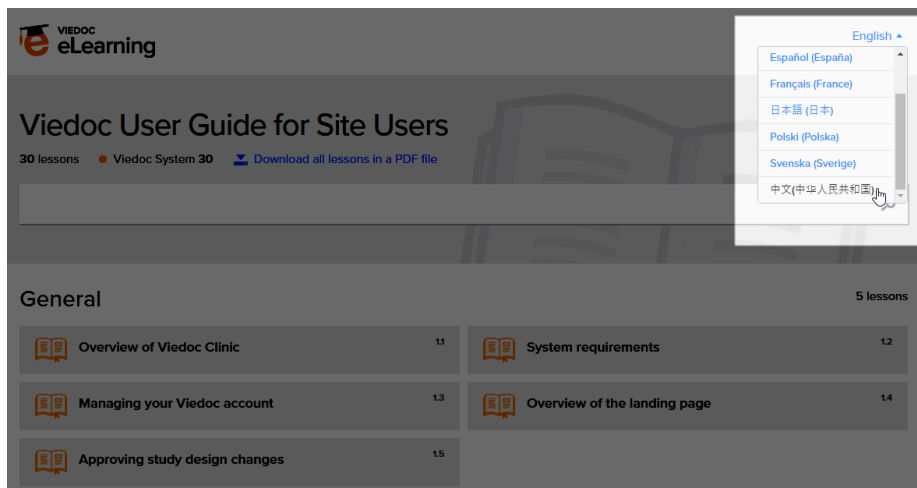 VIEDOC
eLearning
English
Español (España)
Français (France)
日本語 (日本)
Polski (Polska)
Svenska (Sverige)
中文(中华人民共和国)
Viedoc User Guide for Site Users
30 lessons Viedoc System 30 Download all lessons in a PDF file
General 5 lessons
Overview of Viedoc Clinic 1.1
System requirements 1.2
Managing your Viedoc account 1.3
Overview of the landing page 1.4
Approving study design changes 1.5